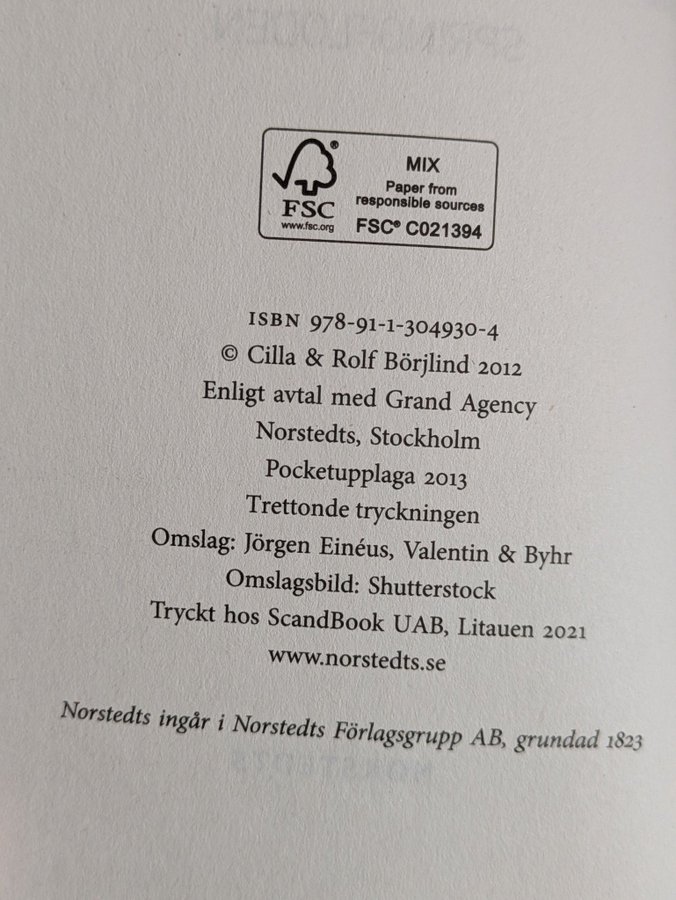 FSC®
www.fsc.org
MIX
Paper from
responsible sources
FSC® C021394
ISBN 978-91-1-304930-4
© Cilla & Rolf Börjlind 2012
Enligt avtal med Grand Agency
Norstedts, Stockholm
Pocketupplaga 2013
Trettonde tryckningen
Omslag: Jörgen Einéus, Valentin & Byhr
Omslagsbild: Shutterstock
Tryckt hos ScandBook UAB, Litauen 2021
www.norstedts.se
Norstedts ingår i Norstedts Förlagsgrupp AB, grundad 1823